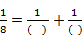 1/8 = 1/( ) + 1/( )